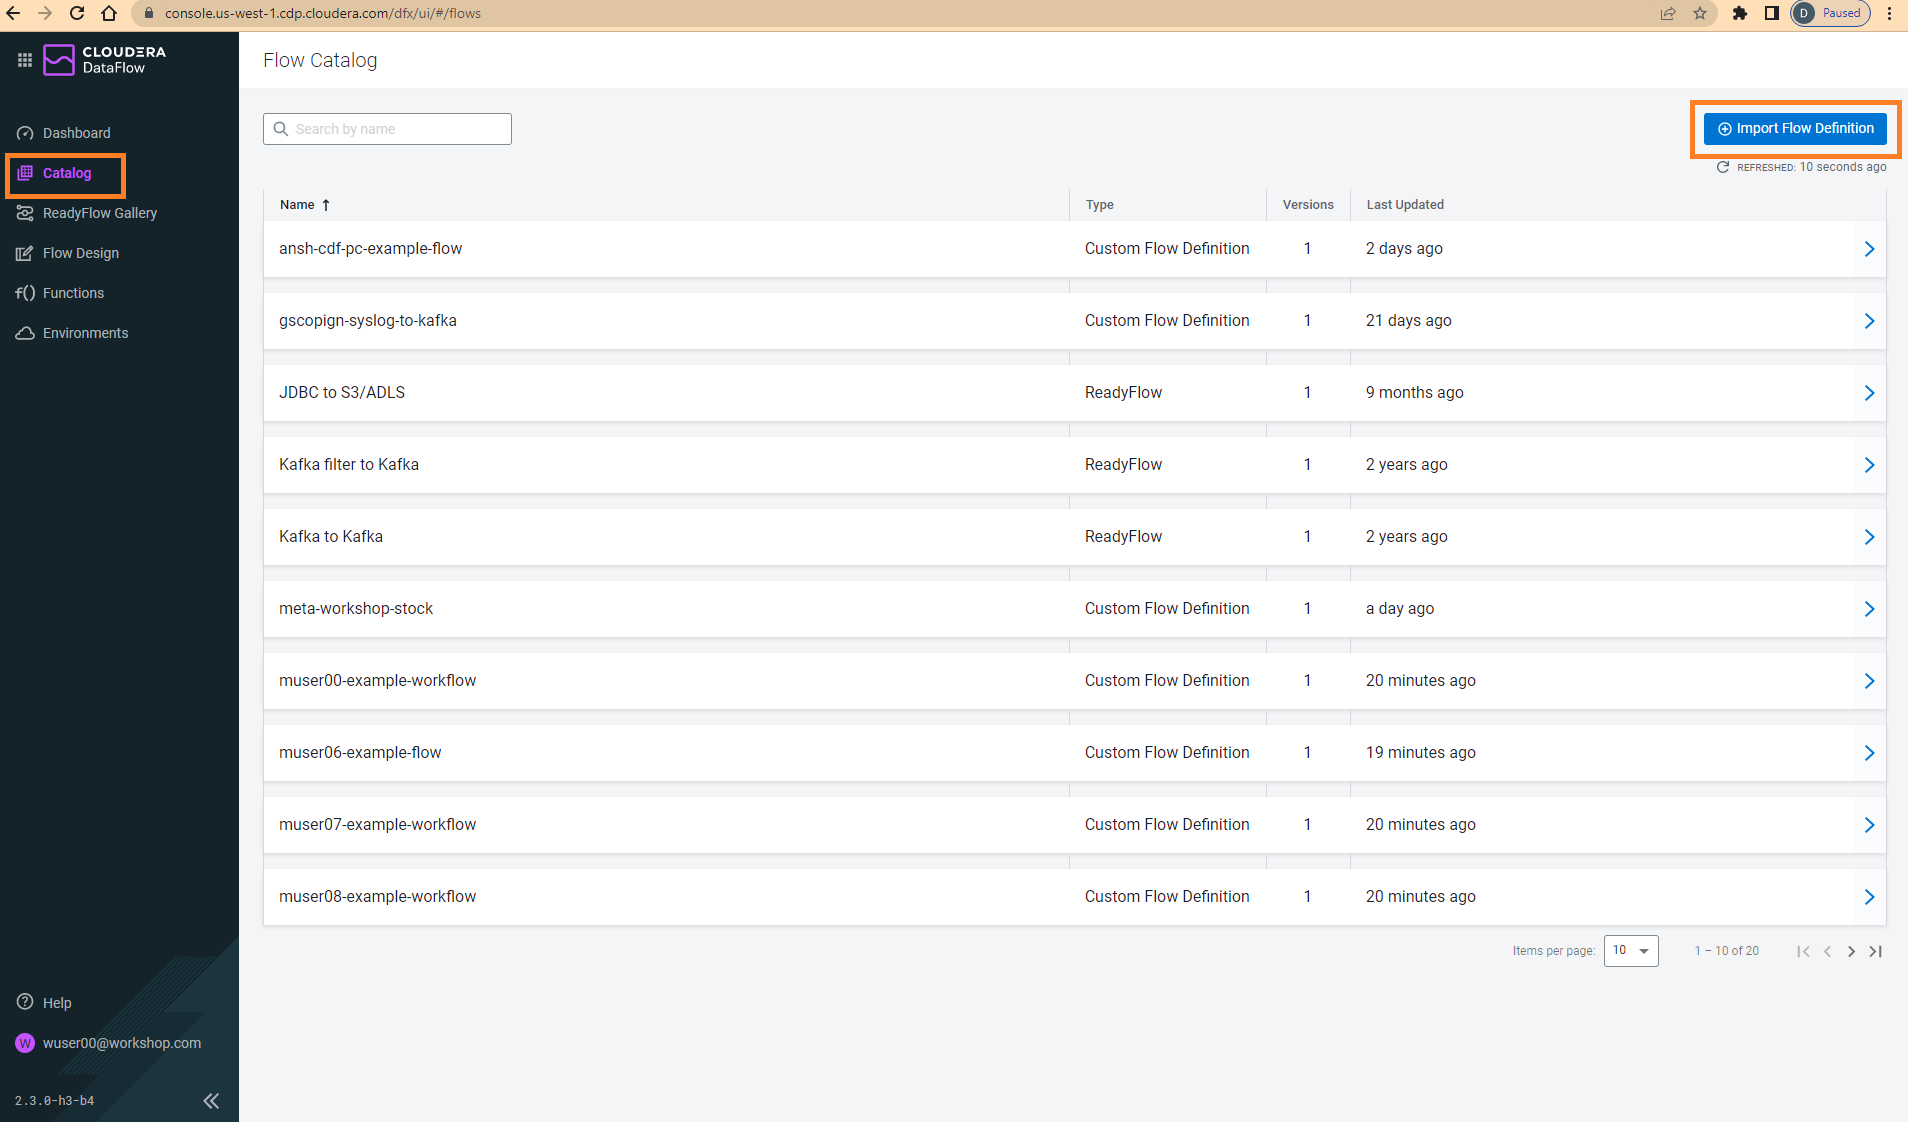 console.us-west-1.cdp.cloudera.com/dfx/ui/#/flows
D Paused
CLOUDERA
DataFlow
Flow Catalog
Dashboard
Catalog
ReadyFlow Gallery
Flow Design
f() Functions
Environments
Search by name
Import Flow Definition
REFRESHED: 10 seconds ago
Name Type Versions Last Updated
ansh-cdf-pc-example-flow Custom Flow Definition 1 2 days ago
gscopign-syslog-to-kafka Custom Flow Definition 1 21 days ago
JDBC to S3/ADLS ReadyFlow 1 9 months ago
Kafka filter to Kafka ReadyFlow 1 2 years ago
Kafka to Kafka ReadyFlow 1 2 years ago
meta-workshop-stock Custom Flow Definition 1 a day ago
muser00-example-workflow Custom Flow Definition 1 20 minutes ago
muser06-example-flow Custom Flow Definition 1 19 minutes ago
muser07-example-workflow Custom Flow Definition 1 20 minutes ago
muser08-example-workflow Custom Flow Definition 1 20 minutes ago
Items per page: 10 1 – 10 of 20
Help
W wuser00@workshop.com
2.3.0-h3-b4